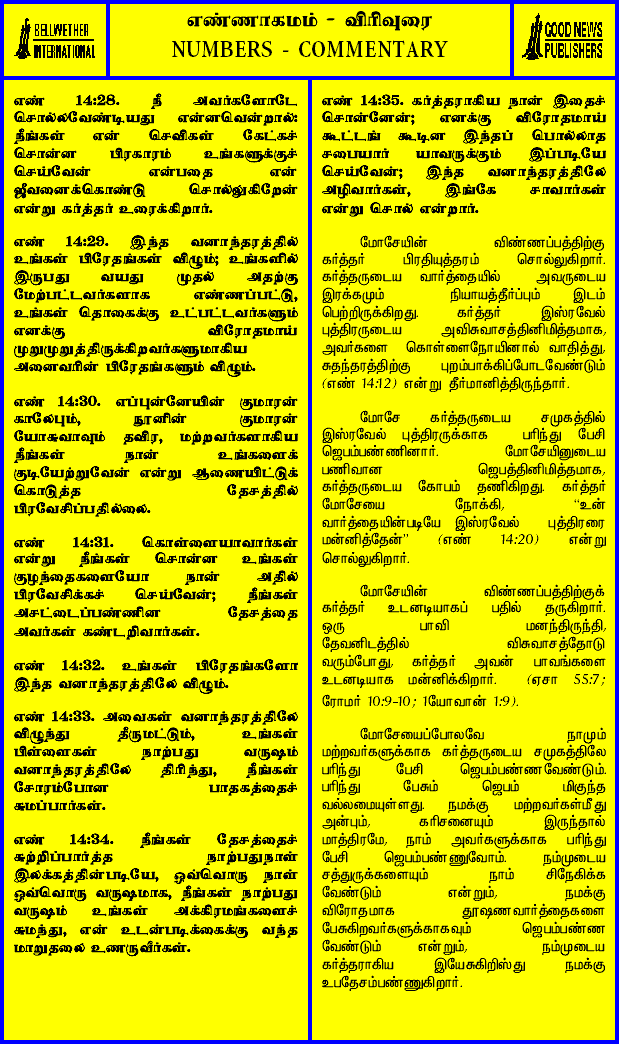 BELLWETHER
INTERNATIONAL
எண்ணாகமம் - விரிவுரை
NUMBERS - COMMENTARY
GOOD NEWS
PUBLISHERS
எண் 14:28. நீ அவர்களோடே
சொல்லவேண்டியது என்னவென்றால்:
நீங்கள் என் செவிகள் கேட்கச்
சொன்ன பிரகாரம் உங்களுக்குச்
செய்வேன் என்பதை என்
ஜீவனைக்கொண்டு சொல்லுகிறேன்
என்று கர்த்தர் உரைக்கிறார்.
எண் 14:29. இந்த வனாந்தரத்தில்
உங்கள் பிரேதங்கள் விழும்; உங்களில்
இருபது வயது முதல் அதற்கு
மேற்பட்டவர்களாக எண்ணப்பட்டு,
உங்கள் தொகைக்கு உட்பட்டவர்களும்
எனக்கு விரோதமாய்
முறுமுறுத்திருக்கிறவர்களுமாகிய
அனைவரின் பிரேதங்களும் விழும்.
எண் 14:30. எப்புன்னேயின் குமாரன்
காலேபும், நூனின் குமாரன்
யோசுவாவும் தவிர, மற்றவர்களாகிய
நீங்கள் நான் உங்களைக்
குடியேற்றுவேன் என்று ஆணையிட்டுக்
கொடுத்த தேசத்தில்
பிரவேசிப்பதில்லை.
எண் 14:31. கொள்ளையாவார்கள்
என்று நீங்கள் சொன்ன உங்கள்
குழந்தைகளையோ நான் அதில்
பிரவேசிக்கச் செய்வேன்; நீங்கள்
அசட்டைப்பண்ணின தேசத்தை
அவர்கள் கண்டறிவார்கள்.
எண் 14:32. உங்கள் பிரேதங்களோ
இந்த வனாந்தரத்திலே விழும்.
எண் 14:33. அவைகள் வனாந்தரத்திலே
விழுந்து தீருமட்டும், உங்கள்
பிள்ளைகள் நாற்பது வருஷம்
வனாந்தரத்திலே திரிந்து, நீங்கள்
சோரம்போன பாதகத்தைச்
சுமப்பார்கள்.
எண் 14:34. நீங்கள் தேசத்தைச்
சுற்றிப்பார்த்த நாற்பதுநாள்
இலக்கத்தின்படியே, ஒவ்வொரு நாள்
ஒவ்வொரு வருஷமாக, நீங்கள் நாற்பது
வருஷம் உங்கள் அக்கிரமங்களைச்
சுமந்து, என் உடன்படிக்கைக்கு வந்த
மாறுதலை உணருவீர்கள்.
எண் 14:35. கர்த்தராகிய நான் இதைச்
சொன்னேன்; எனக்கு விரோதமாய்
கூட்டங் கூடின இந்தப் பொல்லாத
சபையார் யாவருக்கும் இப்படியே
செய்வேன்; இந்த வனாந்தரத்திலே
அழிவார்கள், இங்கே சாவார்கள்
என்று சொல் என்றார்.
மோசேயின் விண்ணப்பத்திற்கு
கர்த்தர் பிரதியுத்தரம் சொல்லுகிறார்.
கர்த்தருடைய வார்த்தையில் அவருடைய
இரக்கமும் நியாயத்தீர்ப்பும் இடம்
பெற்றிருக்கிறது. கர்த்தர் இஸ்ரவேல்
புத்திரருடைய அவிசுவாசத்தினிமித்தமாக,
அவர்களை கொள்ளைநோயினால் வாதித்து,
சுதந்தரத்திற்கு புறம்பாக்கிப்போடவேண்டும்
(எண் 14:12) என்று தீர்மானித்திருந்தார்.
மோசே கர்த்தருடைய சமுகத்தில்
இஸ்ரவேல் புத்திரருக்காக பரிந்து பேசி
ஜெபம்பண்ணினார். மோசேயினுடைய
பணிவான ஜெபத்தினிமித்தமாக,
கர்த்தருடைய கோபம் தணிகிறது. கர்த்தர்
மோசேயை நோக்கி, "உன்
வார்த்தையின்படியே இஸ்ரவேல் புத்திரரை
மன்னித்தேன்" (எண் 14:20) என்று
சொல்லுகிறார்.
மோசேயின் விண்ணப்பத்திற்குக்
கர்த்தர் உடனடியாகப் பதில் தருகிறார்.
ஒரு பாவி மனந்திருந்தி,
தேவனிடத்தில் விசுவாசத்தோடு
வரும்போது, கர்த்தர் அவன் பாவங்களை
உடனடியாக மன்னிக்கிறார். (ஏசா 55:7;
ரோமர் 10:9-10; 1யோவான் 1:9).
மோசேயைப்போலவே நாமும்
மற்றவர்களுக்காக கர்த்தருடைய சமுகத்திலே
பரிந்து பேசி ஜெபம்பண்ணவேண்டும்.
பரிந்து பேசும் ஜெபம் மிகுந்த
வல்லமையுள்ளது. நமக்கு மற்றவர்கள்மீது
அன்பும், கரிசனையும் இருந்தால்
மாத்திரமே, நாம் அவர்களுக்காக பரிந்து
பேசி ஜெபம்பண்ணுவோம். நம்முடைய
சத்துருக்களையும் நாம் சிநேகிக்க
வேண்டும் என்றும், நமக்கு
விரோதமாக தூஷணவார்த்தைகளை
பேசுகிறவர்களுக்காகவும் ஜெபம்பண்ண
வேண்டும் என்றும், நம்முடைய
கர்த்தராகிய இயேசுகிறிஸ்து நமக்கு
உபதேசம்பண்ணுகிறார்.